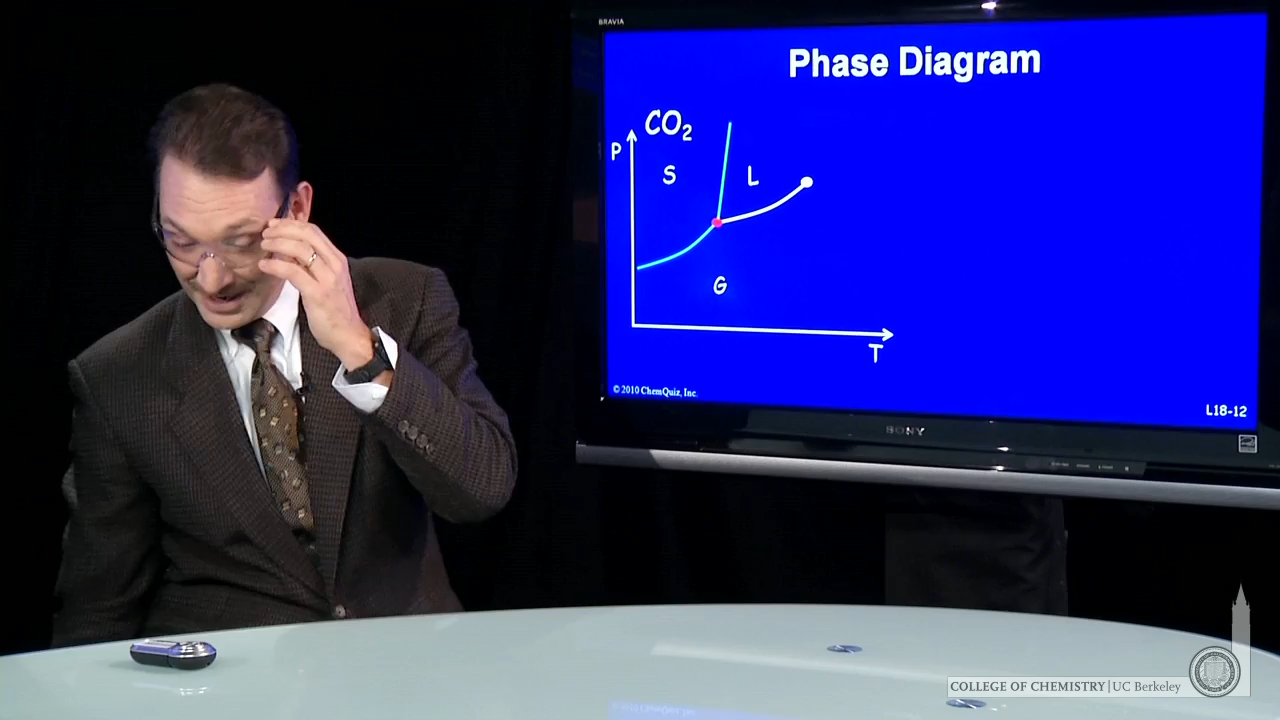 BRAVIA
Phase Diagram
CO₂
P
S
L
G
T
© 2010 ChemQuiz, Inc.
L18-12
SONY
COLLEGE OF CHEMISTRY | UC Berkeley